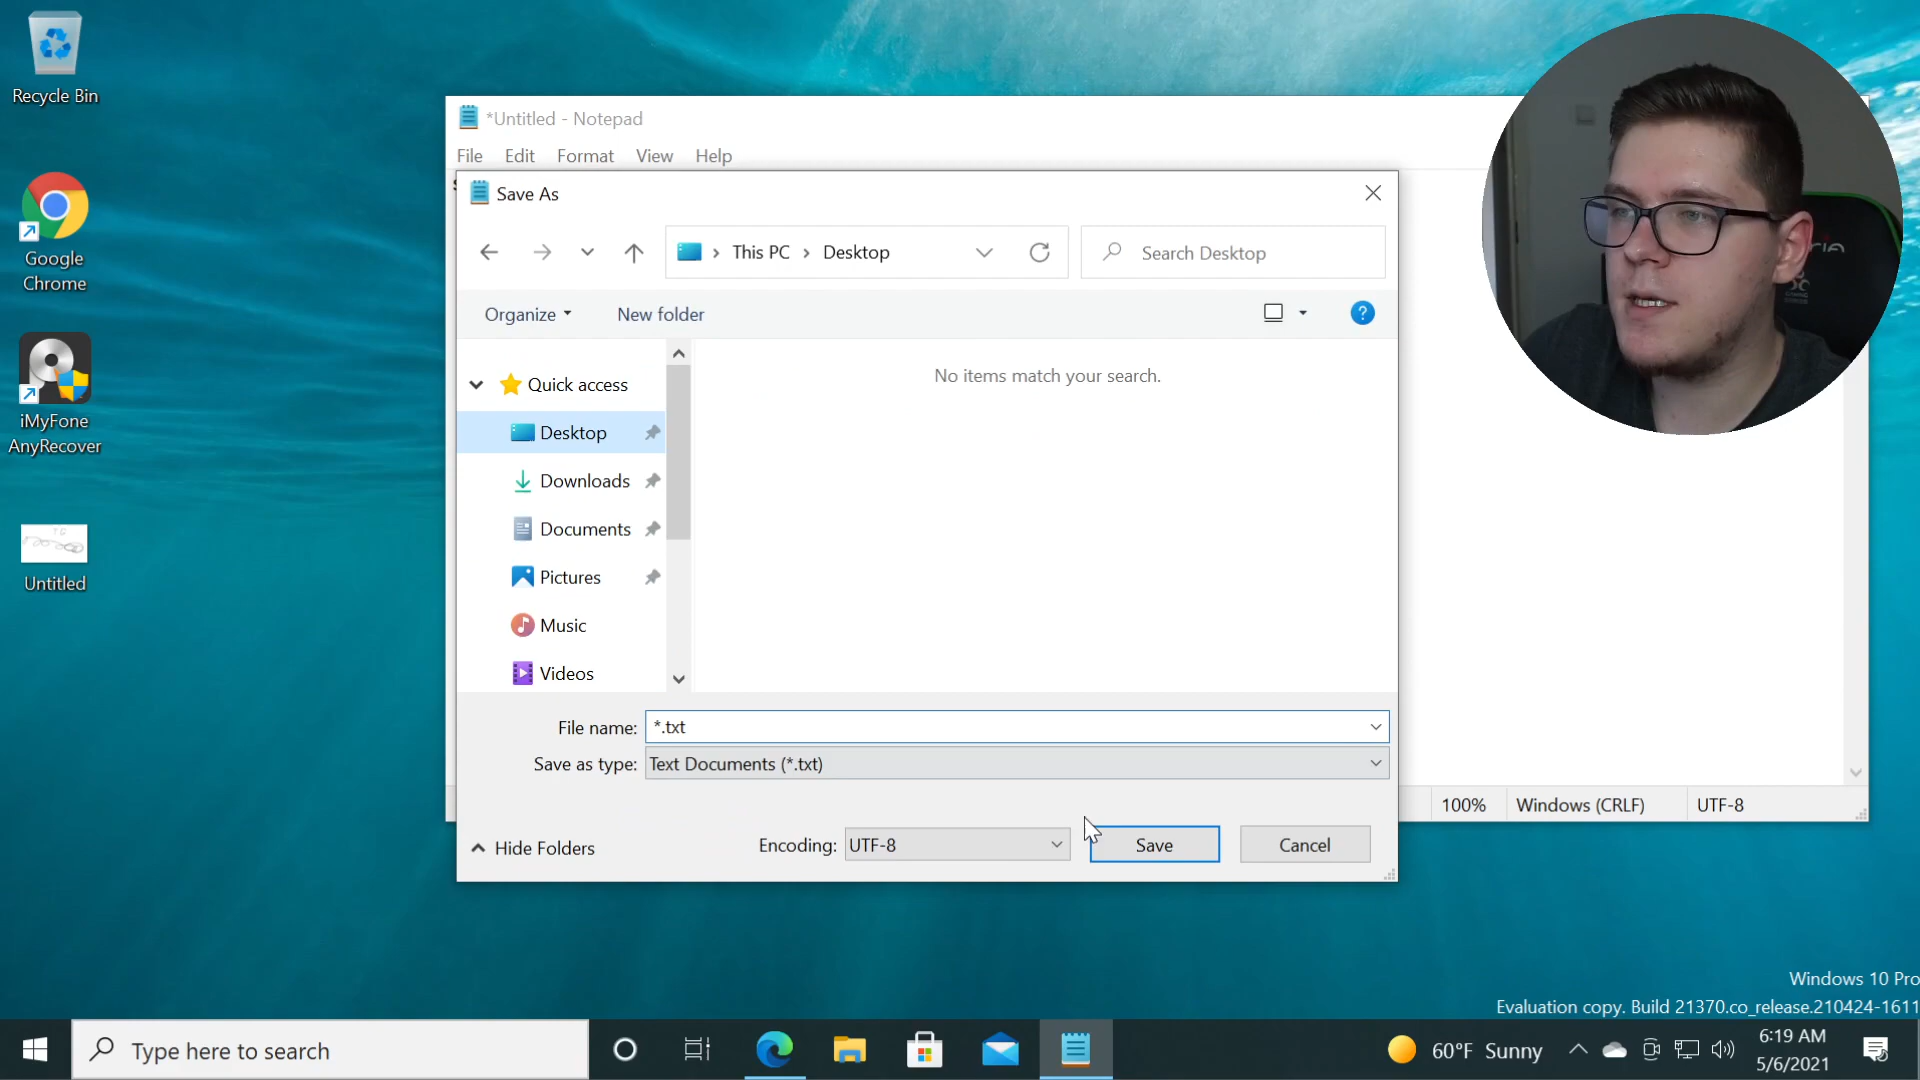 Recycle Bin
Google
Chrome
iMyFone
AnyRecover
Untitled
*Untitled - Notepad
File Edit Format View Help
Save As
This PC > Desktop
Search Desktop
Organize
New folder
Quick access
Desktop
Downloads
Documents
Pictures
Music
Videos
No items match your search.
File name: *.txt
Save as type: Text Documents (*.txt)
Hide Folders
Encoding: UTF-8
Save
Cancel
100%
Windows (CRLF)
UTF-8
Windows 10 Pro
Evaluation copy. Build 21370.co_release.210424-1611
Type here to search
60°F Sunny
6:19 AM
5/6/2021